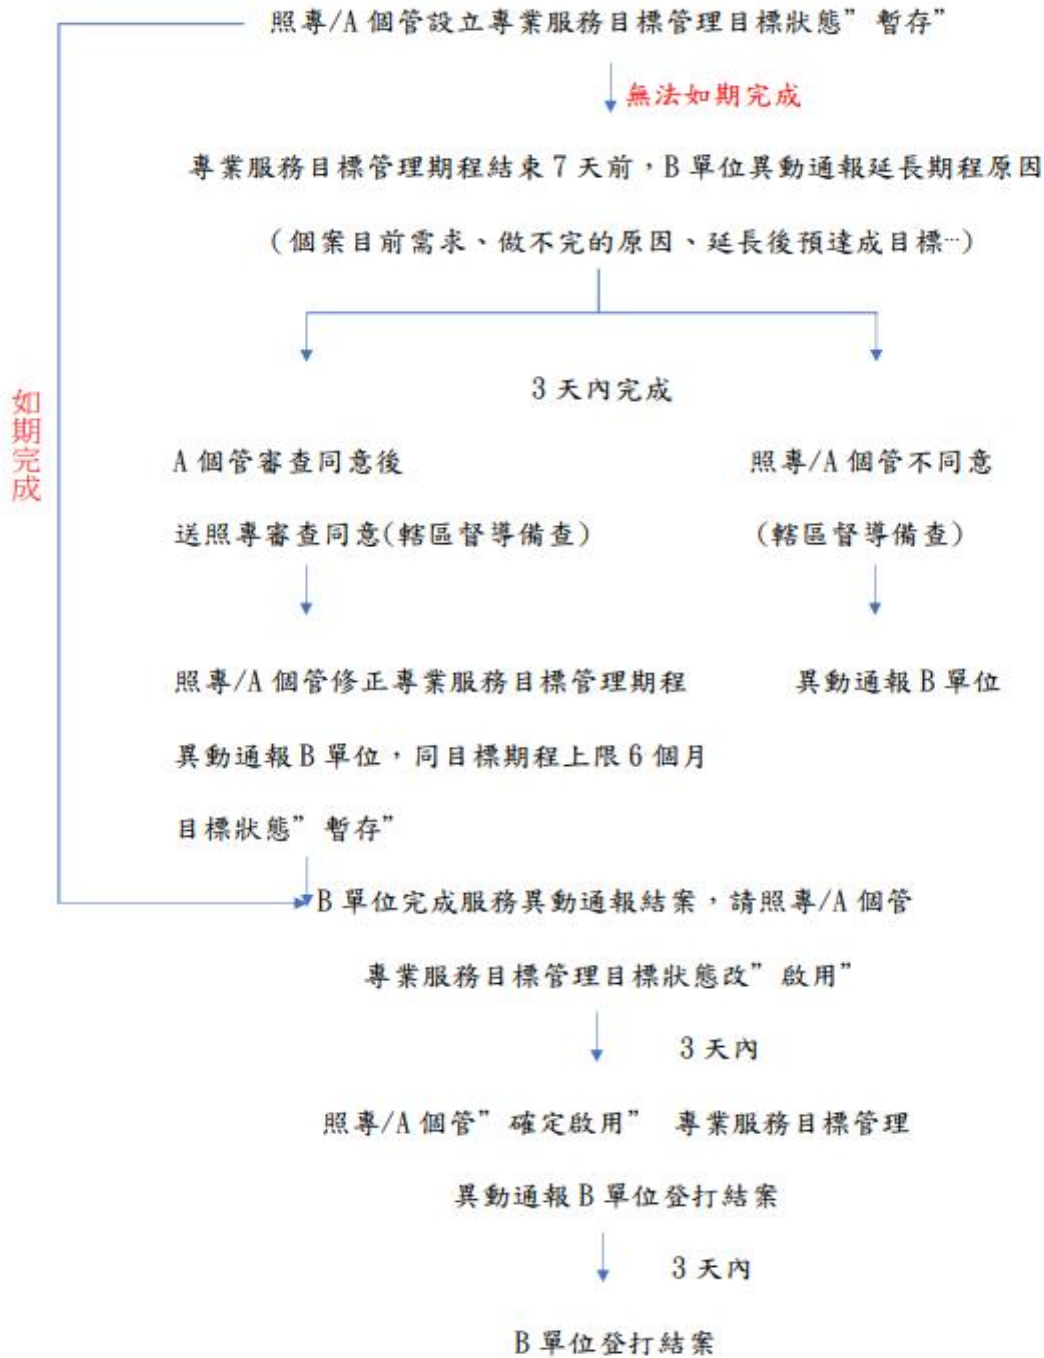 照專/A 個管設立專業服務目標管理目標狀態”暫存”
無法如期完成
專業服務目標管理期程結束 7 天前，B 單位異動通報延長期程原因
(個案目前需求、做不完的原因、延長後預達成目標…)
3 天內完成
如期完成
A 個管審查同意後
送照專審查同意(轄區督導備查)
照專/A 個管不同意
(轄區督導備查)
照專/A 個管修正專業服務目標管理期程
異動通報 B 單位，同目標期程上限 6 個月
目標狀態”暫存”
異動通報 B 單位
B 單位完成服務異動通報結案，請照專/A 個管
專業服務目標管理目標狀態改”啟用”
3 天內
照專/A 個管”確定啟用” 專業服務目標管理
異動通報 B 單位登打結案
3 天內
B 單位登打結案